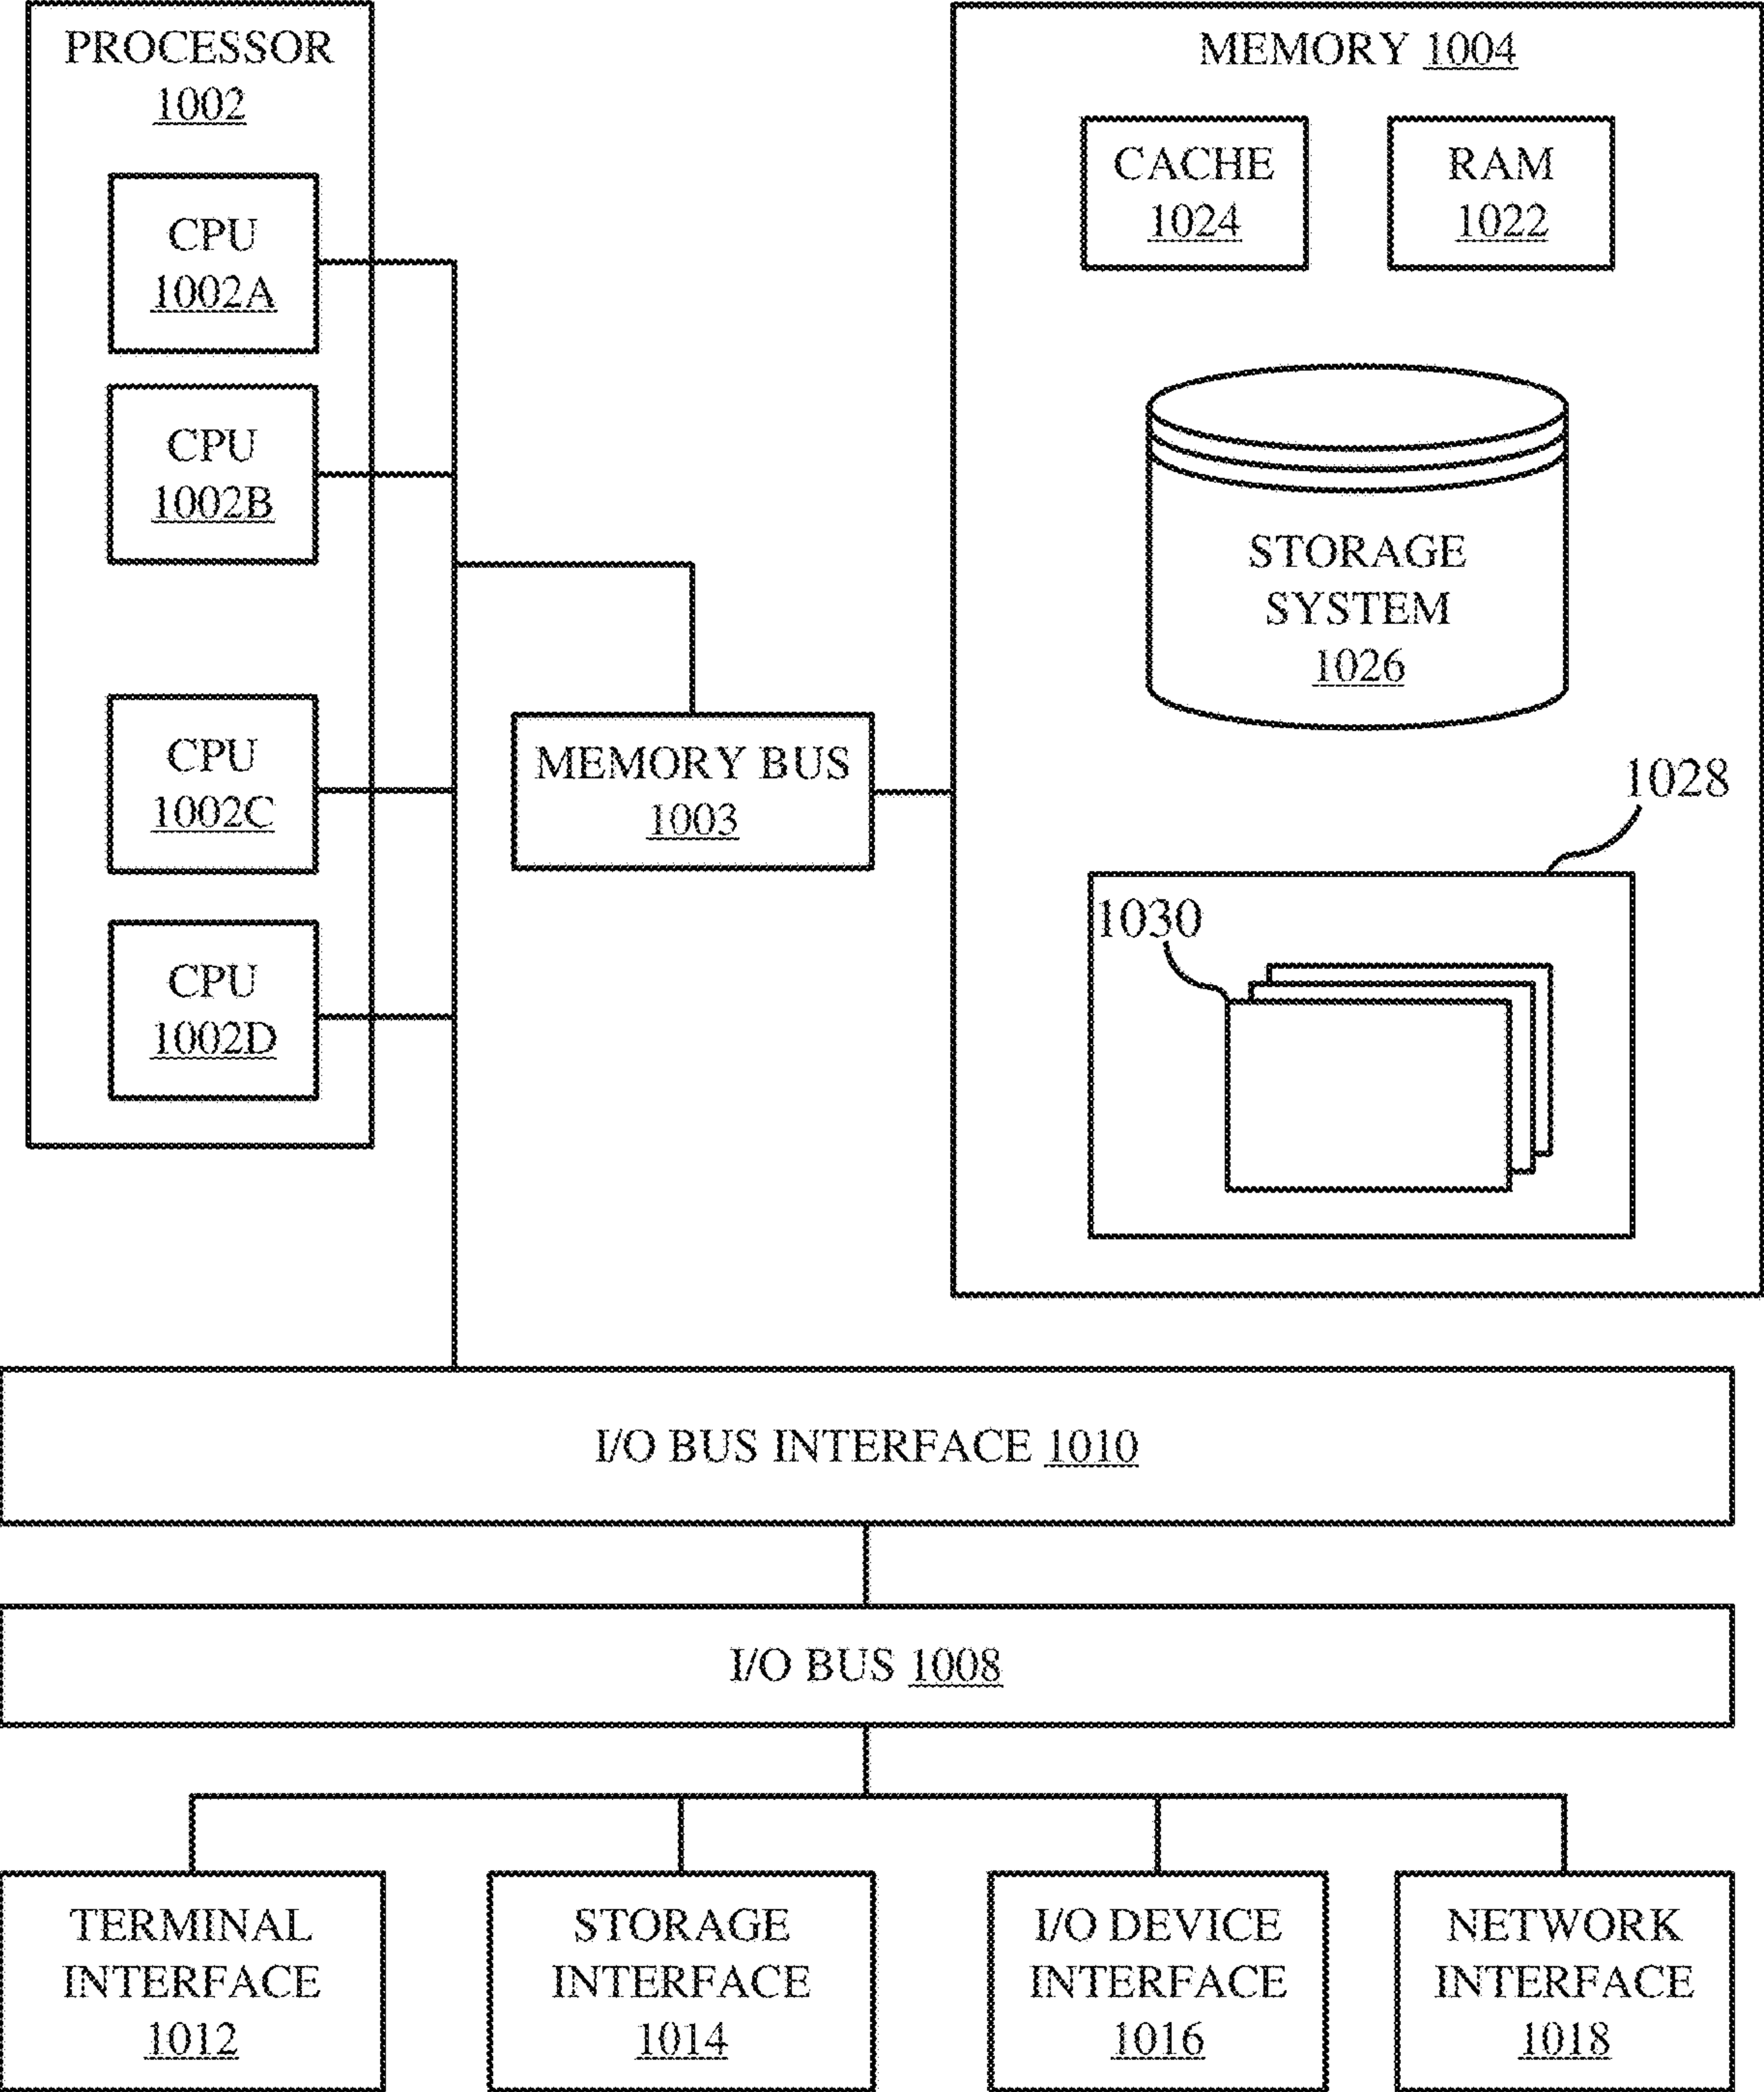 PROCESSOR
1002
CPU
1002A
CPU
1002B
CPU
1002C
CPU
1002D
MEMORY BUS
1003
MEMORY 1004
CACHE
1024
RAM
1022
STORAGE
SYSTEM
1026
1028
1030
I/O BUS INTERFACE 1010
I/O BUS 1008
TERMINAL
INTERFACE
1012
STORAGE
INTERFACE
1014
I/O DEVICE
INTERFACE
1016
NETWORK
INTERFACE
1018